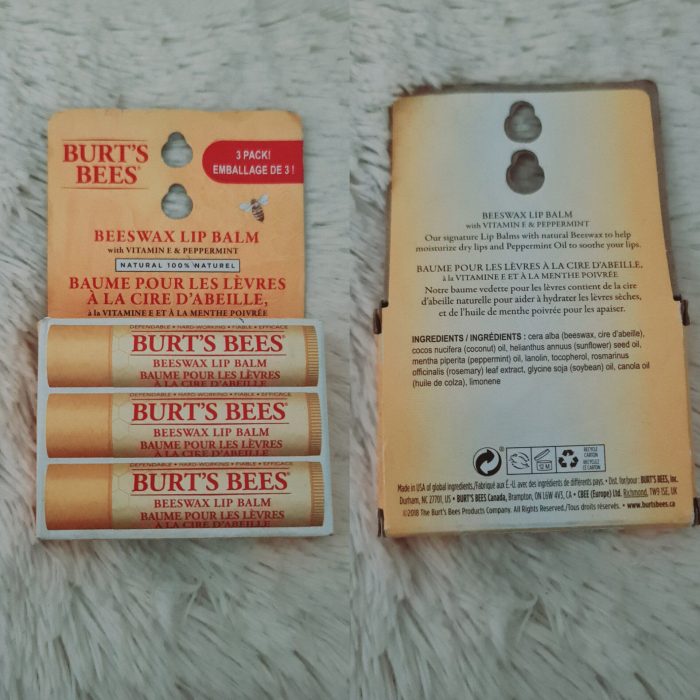 BURT'S
BEES®
3 PACK!
EMBALLAGE DE 3 !
BEESWAX LIP BALM
with VITAMIN E & PEPPERMINT
NATURAL 100% NATUREL
BAUME POUR LES LÈVRES
À LA CIRE D'ABEILLE,
à la VITAMINE E ET À LA MENTHE POIVRÉE
DEPENDABLE • HARD-WORKING • FIABLE • EFFICACE
BURT'S BEES®
BEESWAX LIP BALM
BAUME POUR LES LÈVRES
À LA CIRE D'ABEILLE
DEPENDABLE • HARD-WORKING • FIABLE • EFFICACE
BURT'S BEES®
BEESWAX LIP BALM
BAUME POUR LES LÈVRES
À LA CIRE D'ABEILLE
DEPENDABLE • HARD-WORKING • FIABLE • EFFICACE
BURT'S BEES®
BEESWAX LIP BALM
BAUME POUR LES LÈVRES
À LA CIRE D'ABEILLE
BEESWAX LIP BALM
with VITAMIN E & PEPPERMINT
Our signature Lip Balms with natural Beeswax to help
moisturize dry lips and Peppermint Oil to soothe your lips.
BAUME POUR LES LÈVRES À LA CIRE D'ABEILLE,
à la VITAMINE E ET À LA MENTHE POIVRÉE
Notre baume vedette pour les lèvres contient de la cire
d'abeille naturelle pour aider à hydrater les lèvres sèches,
et de l'huile de menthe poivrée pour les apaiser.
INGREDIENTS / INGRÉDIENTS : cera alba (beeswax, cire d'abeille),
cocos nucifera (coconut) oil, helianthus annuus (sunflower) seed oil,
mentha piperita (peppermint) oil, lanolin, tocopherol, rosmarinus
officinalis (rosemary) leaf extract, glycine soja (soybean) oil, canola oil
(huile de colza), limonene
12 M
RECYCLE
CARTON
RECYCLEZ
LE CARTON
Made in USA of global ingredients./Fabriqué aux É.-U. avec des ingrédients de différents pays. • Dist. for/pour : BURT'S BEES, Inc.
Durham, NC 27701, US • BURT'S BEES Canada, Brampton, ON L6W 4V3, CA • CBEE (Europe) Ltd. Richmond, TW9 1SE, UK
©2018 The Burt's Bees Products Company. All Rights Reserved./Tous droits réservés. • www.burtsbees.ca